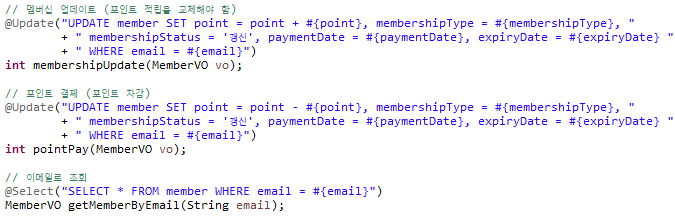 // 멤버십 업데이트 (포인트 적립을 교체해야 함)
@Update("UPDATE member SET point = point + #{point}, membershipType = #{membershipType}, "
+ " membershipStatus = '갱신', paymentDate = #{paymentDate}, expiryDate = #{expiryDate} "
+ " WHERE email = #{email}")
int membershipUpdate(MemberVO vo);

// 포인트 결제 (포인트 차감)
@Update("UPDATE member SET point = point - #{point}, membershipType = #{membershipType}, "
+ " membershipStatus = '갱신', paymentDate = #{paymentDate}, expiryDate = #{expiryDate} "
+ " WHERE email = #{email}")
int pointPay(MemberVO vo);

// 이메일로 조회
@Select("SELECT * FROM member WHERE email = #{email}")
MemberVO getMemberByEmail(String email);